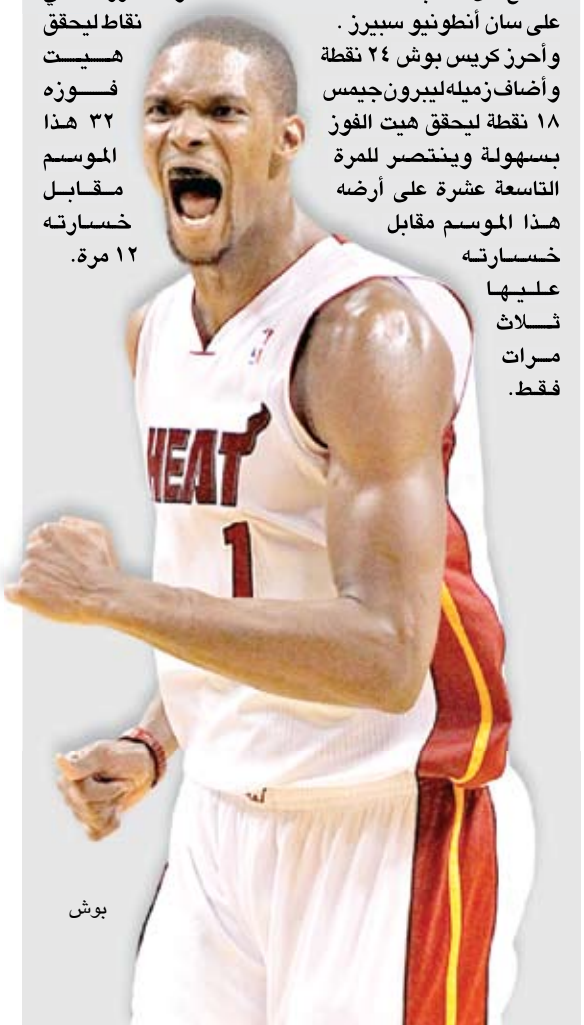 على سان أنطونيو سبيرز .
وأحرز كريس بوش ٢٤ نقطة
وأضاف زميله ليبرون جيمس
١٨ نقطة ليحقق هيت الفوز
بسهولة وينتصر للمرة
التاسعة عشرة على أرضه
هذا الموسم مقابل
خسارته
عليها
ثلاث
مرات
فقط.
نقاط ليحقق
هيت
فوزه
٣٢ هذا
الموسم
مقابل
خسارته
١٢ مرة.
HEAT
1
بوش